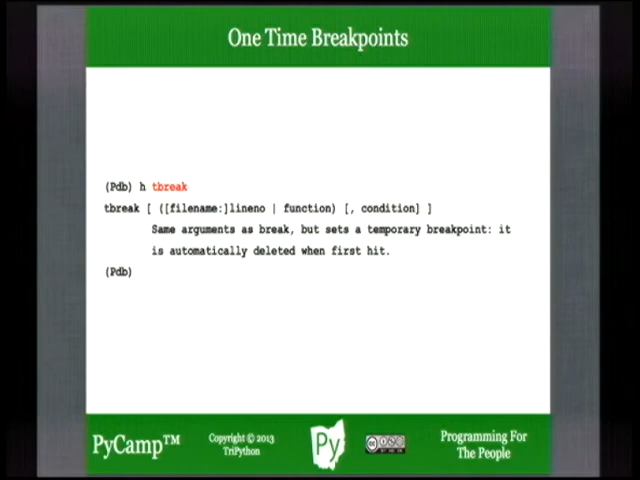 One Time Breakpoints
(Pdb) h tbreak
tbreak [ ([filename:]lineno | function) [, condition] ]
Same arguments as break, but sets a temporary breakpoint: it
is automatically deleted when first hit.
(Pdb)
PyCamp™
Copyright © 2013
TriPython
Py
Programming For
The People